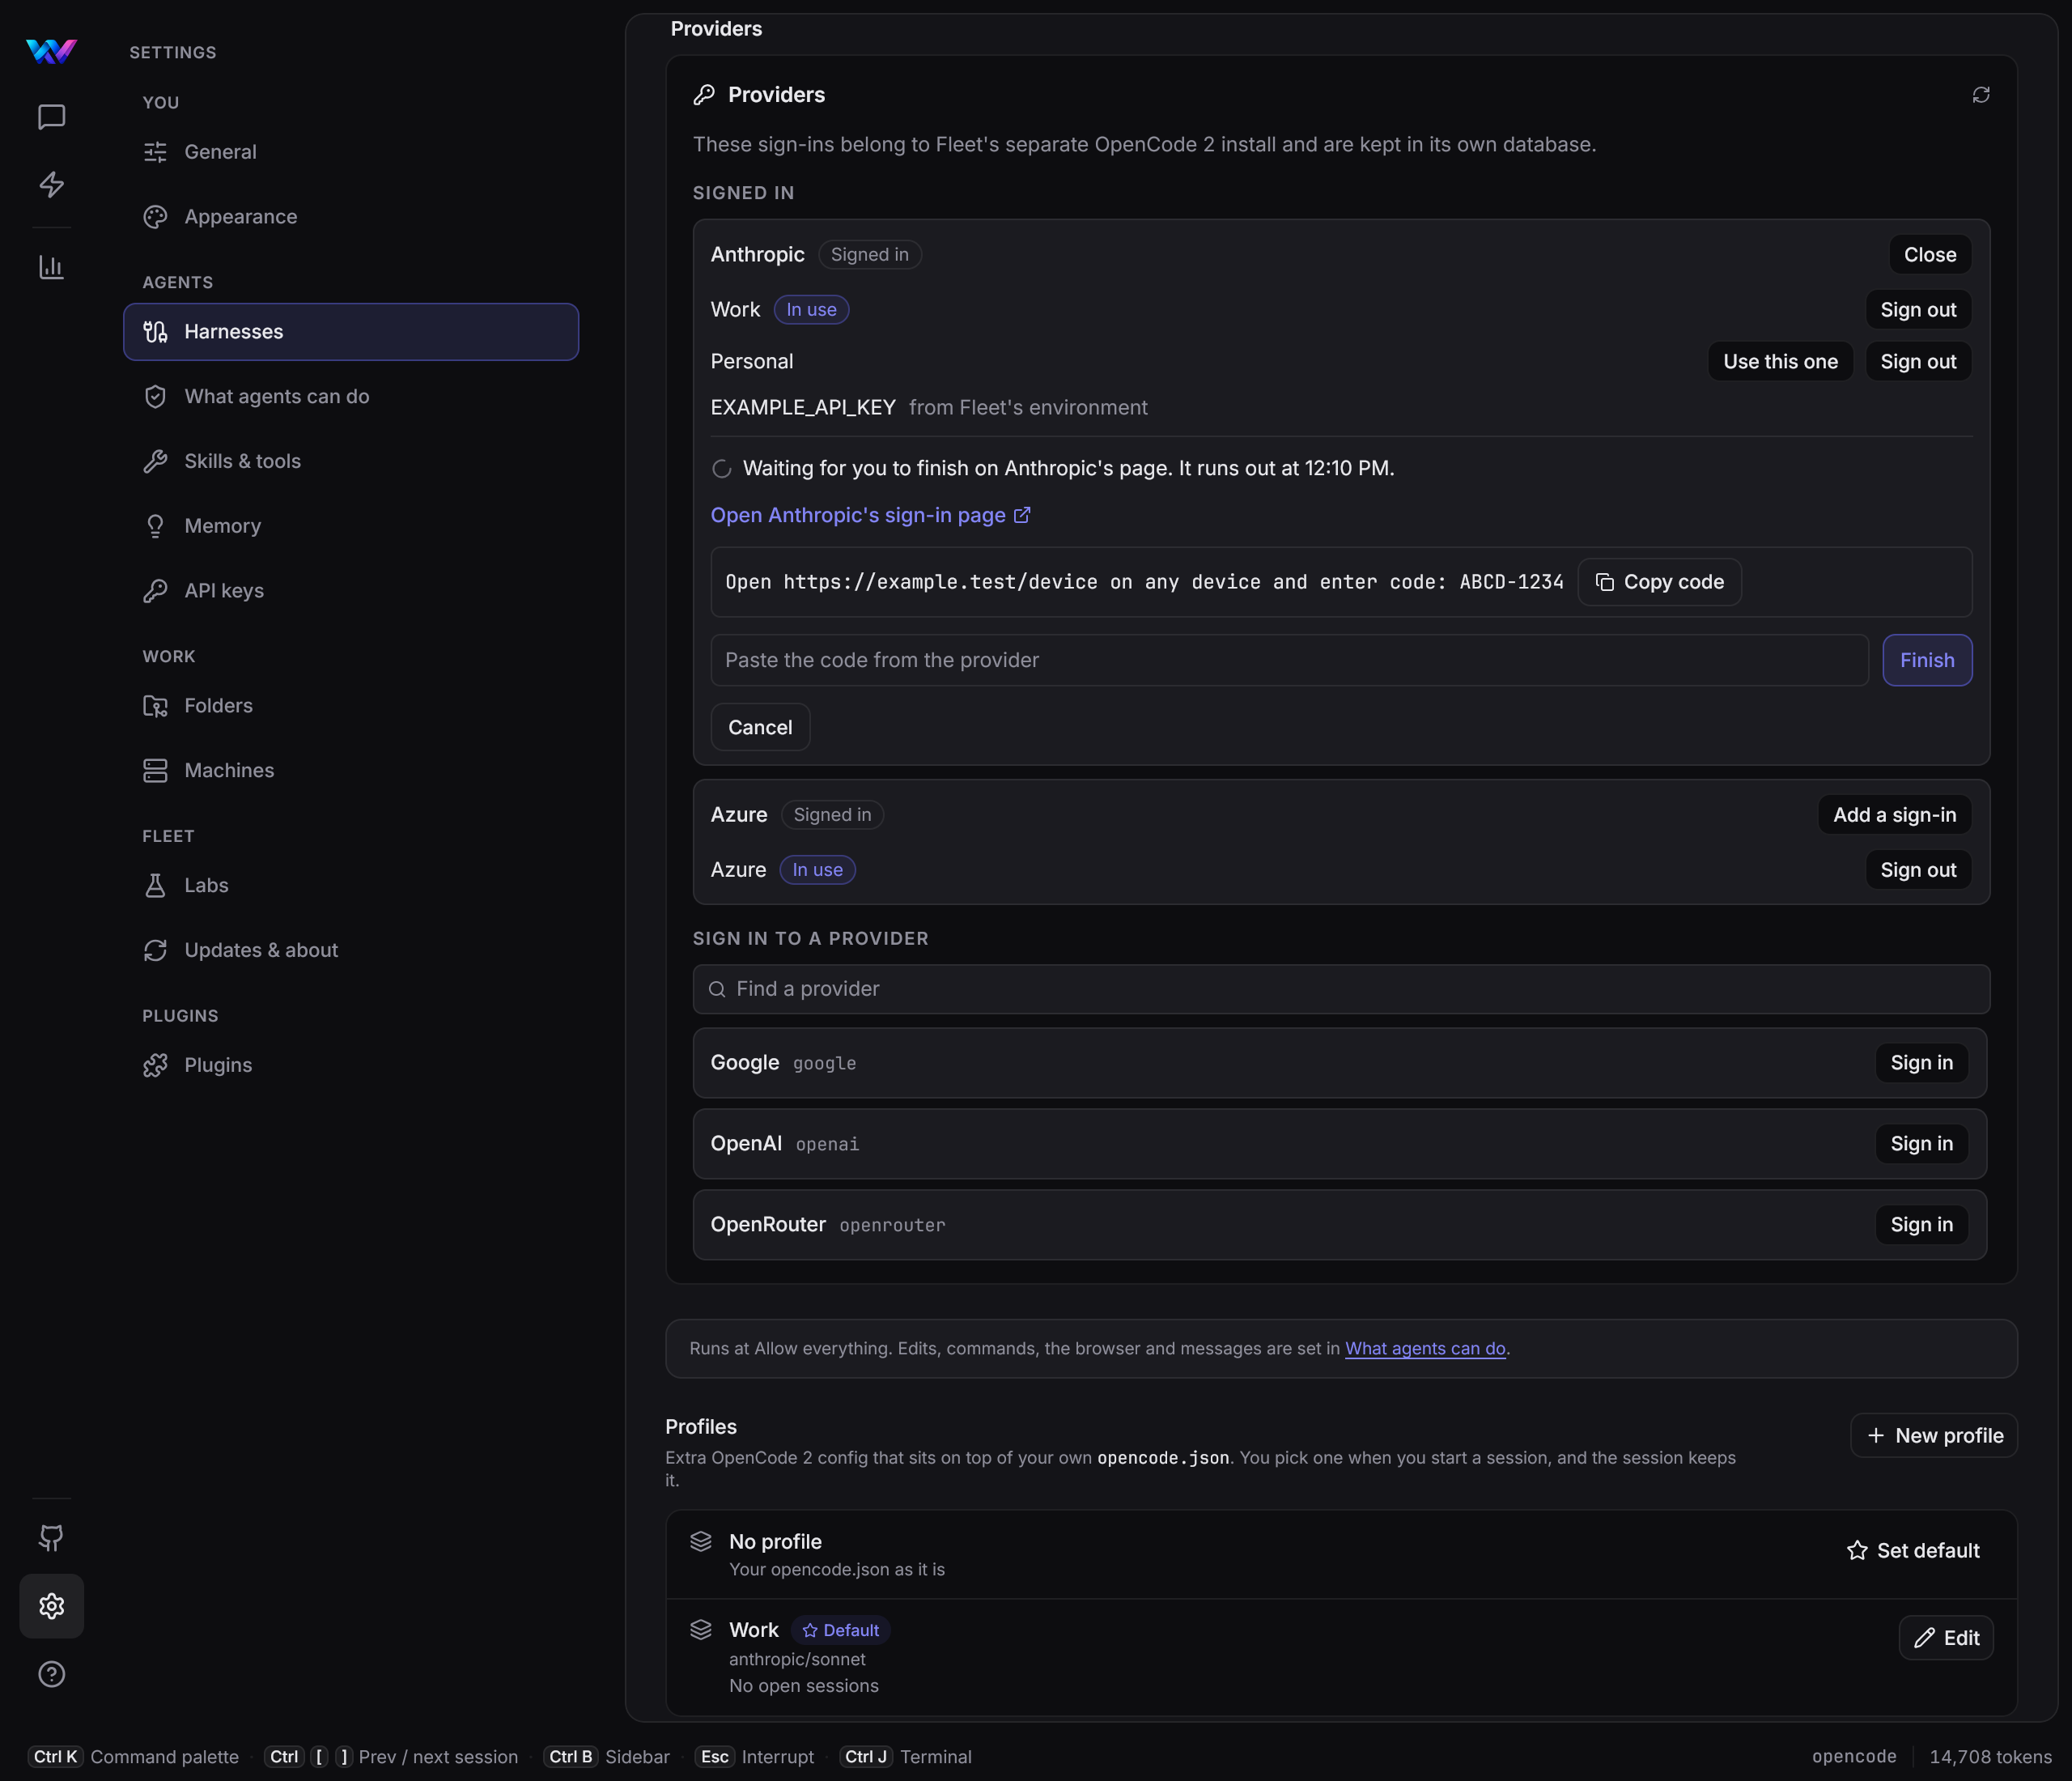 SETTINGS
YOU
General
Appearance
AGENTS
Harnesses
What agents can do
Skills & tools
Memory
API keys
WORK
Folders
Machines
FLEET
Labs
Updates & about
PLUGINS
Plugins
Providers
Providers
These sign-ins belong to Fleet's separate OpenCode 2 install and are kept in its own database.
SIGNED IN
Anthropic Signed in Close
Work In use Sign out
Personal Use this one Sign out
EXAMPLE_API_KEY from Fleet's environment
Waiting for you to finish on Anthropic's page. It runs out at 12:10 PM.
Open Anthropic's sign-in page
Open https://example.test/device on any device and enter code: ABCD-1234 Copy code
Paste the code from the provider Finish
Cancel
Azure Signed in Add a sign-in
Azure In use Sign out
SIGN IN TO A PROVIDER
Find a provider
Google google Sign in
OpenAI openai Sign in
OpenRouter openrouter Sign in
Runs at Allow everything. Edits, commands, the browser and messages are set in What agents can do.
Profiles New profile
Extra OpenCode 2 config that sits on top of your own opencode.json. You pick one when you start a session, and the session keeps
it.
No profile Set default
Your opencode.json as it is
Work Default Edit
anthropic/sonnet
No open sessions
Ctrl K Command palette · Ctrl [ ] Prev / next session · Ctrl B Sidebar · Esc Interrupt · Ctrl J Terminal opencode 14,708 tokens